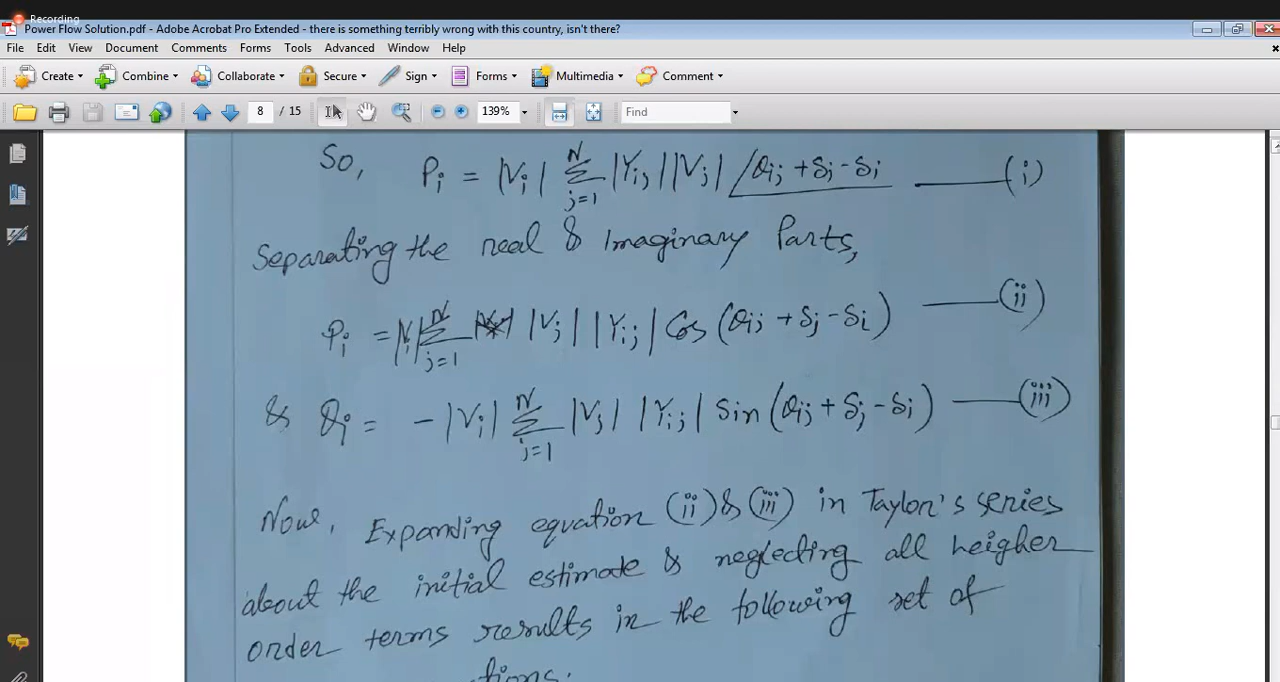 Recording
Power Flow Solution.pdf - Adobe Acrobat Pro Extended - there is something terribly wrong with this country, isn't there?
File Edit View Document Comments Forms Tools Advanced Window Help
Create Combine Collaborate Secure Sign Forms Multimedia Comment
8 / 15 139% Find
So, Pi = |Vi| N∑j=1 |Yij| |Vj| /θij + δj - δi ——— (i)
Separating the real & Imaginary Parts,
Pi = |Vi| N∑j=1 |Vj| |Yij| Cos (θij + δj - δi) ——— (ii)
& Qi = - |Vi| N∑j=1 |Vj| |Yij| Sin (θij + δj - δi) ——— (iii)
Now, Expanding equation (ii) & (iii) in Taylor's series
about the initial estimate & neglecting all heigher
order terms results in the following set of
tions.